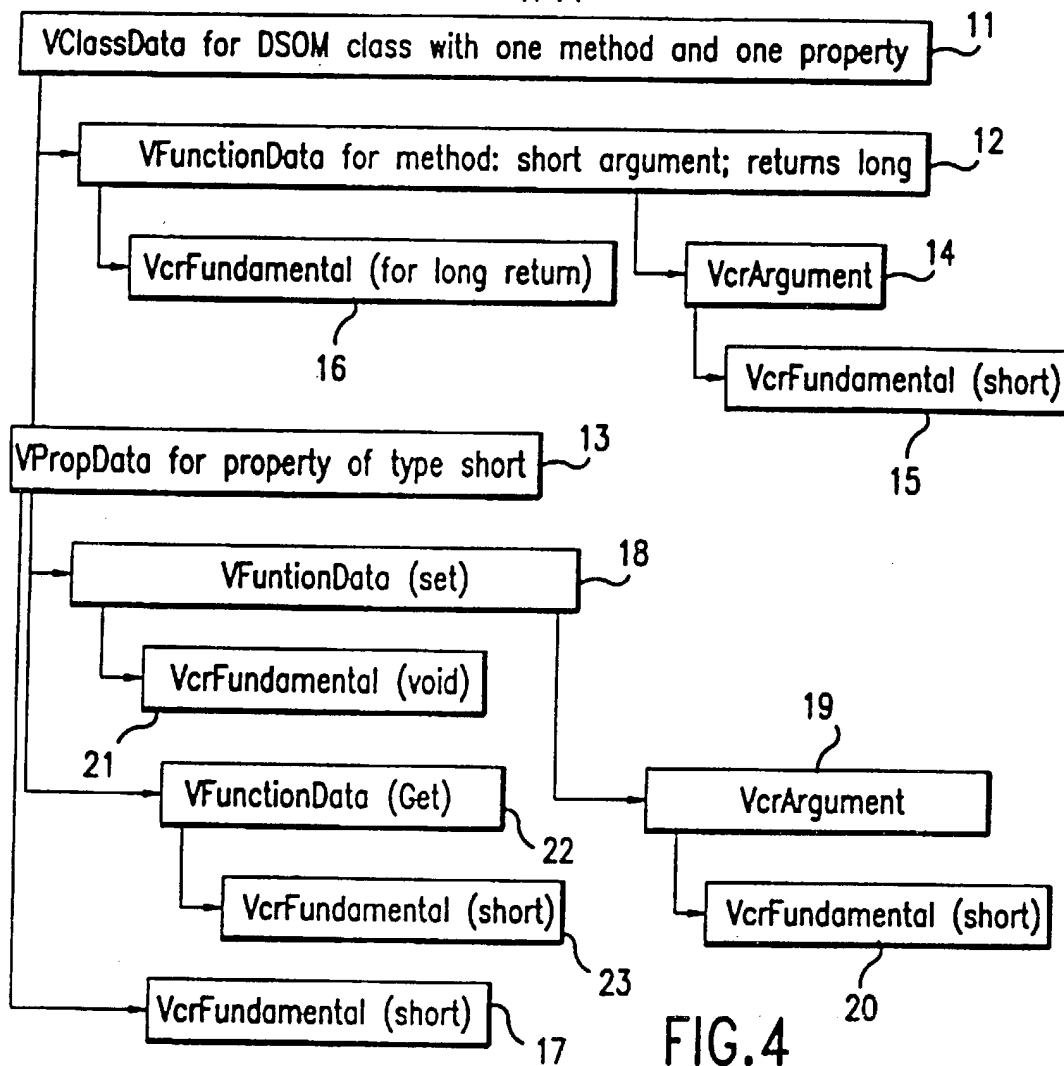 VClassData for DSOM class with one method and one property
11
VFunctionData for method: short argument; returns long
12
VcrFundamental (for long return)
16
VcrArgument
14
VcrFundamental (short)
15
VPropData for property of type short
13
VFuntionData (set)
18
VcrFundamental (void)
21
19
VcrArgument
VFunctionData (Get)
22
VcrFundamental (short)
23
VcrFundamental (short)
20
VcrFundamental (short)
17
FIG.4